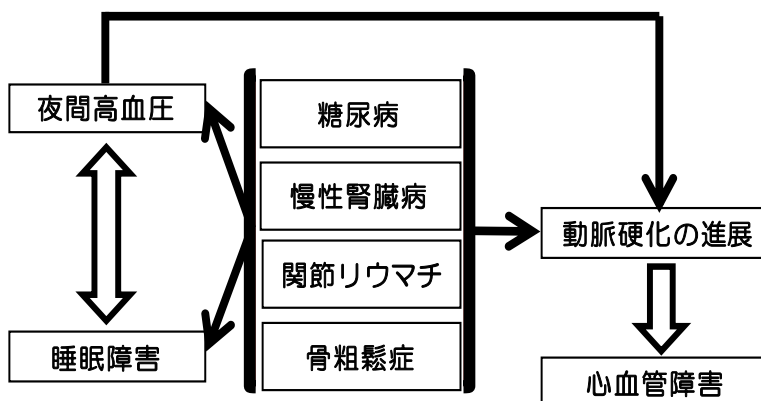 夜間高血圧
糖尿病
慢性腎臓病
関節リウマチ
骨粗鬆症
睡眠障害
動脈硬化の進展
心血管障害